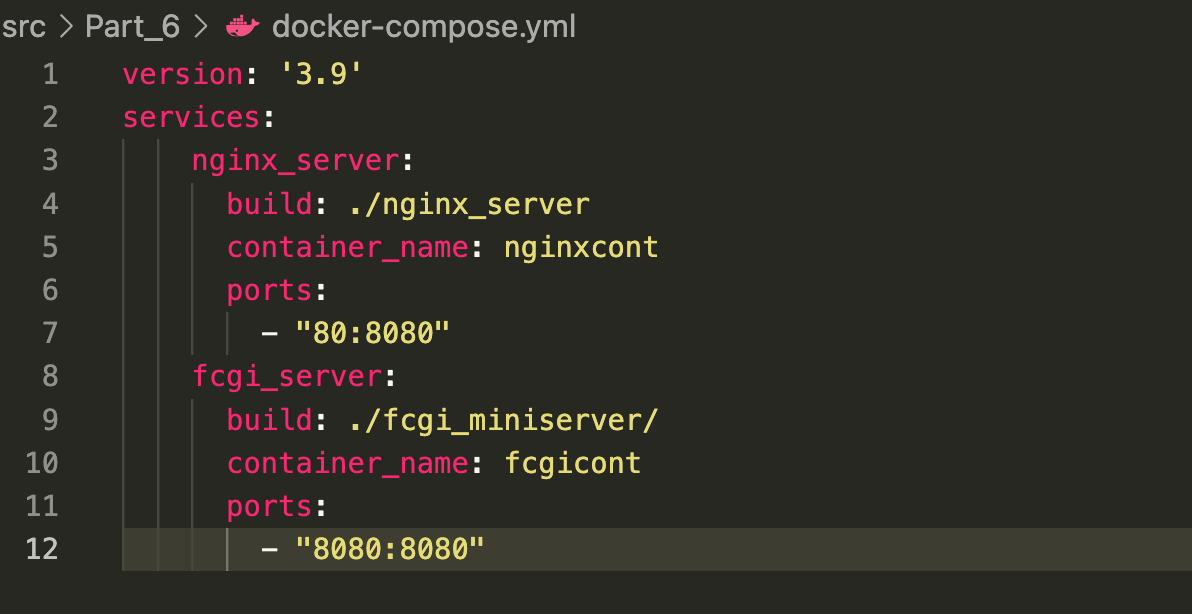 src > Part_6 > docker-compose.yml
1 version: '3.9'
2 services:
3     nginx_server:
4       build: ./nginx_server
5       container_name: nginxcont
6       ports:
7         - "80:8080"
8     fcgi_server:
9       build: ./fcgi_miniserver/
10       container_name: fcgicont
11       ports:
12         - "8080:8080"